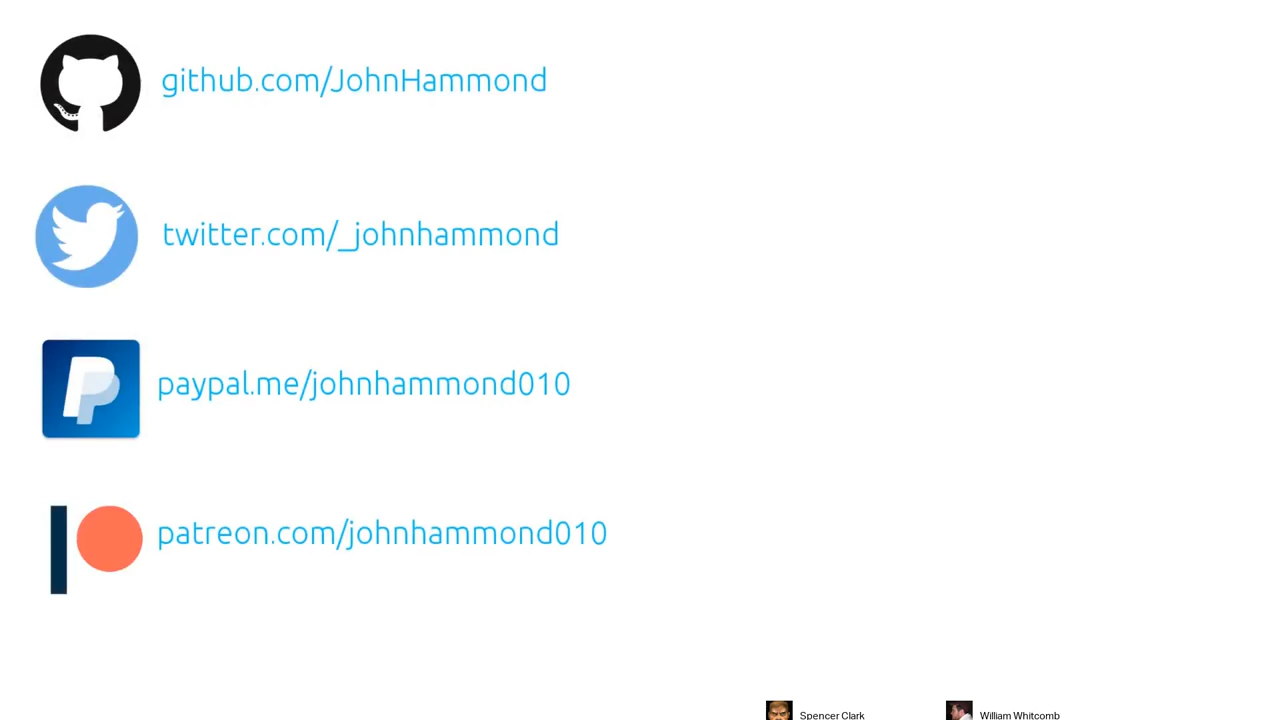 github.com/JohnHammond
twitter.com/_johnhammond
paypal.me/johnhammond010
patreon.com/johnhammond010
Spencer Clark
William Whitcomb